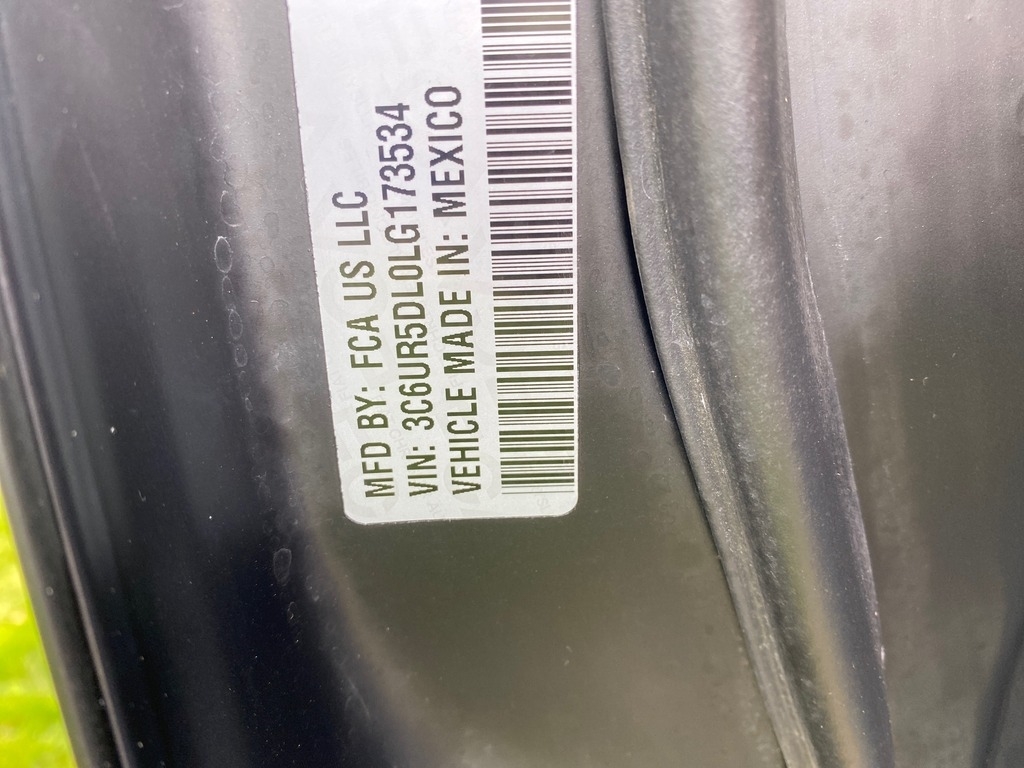 MFD BY: FCA US LLC
VIN: 3C6UR5DL0LG173534
VEHICLE MADE IN: MEXICO